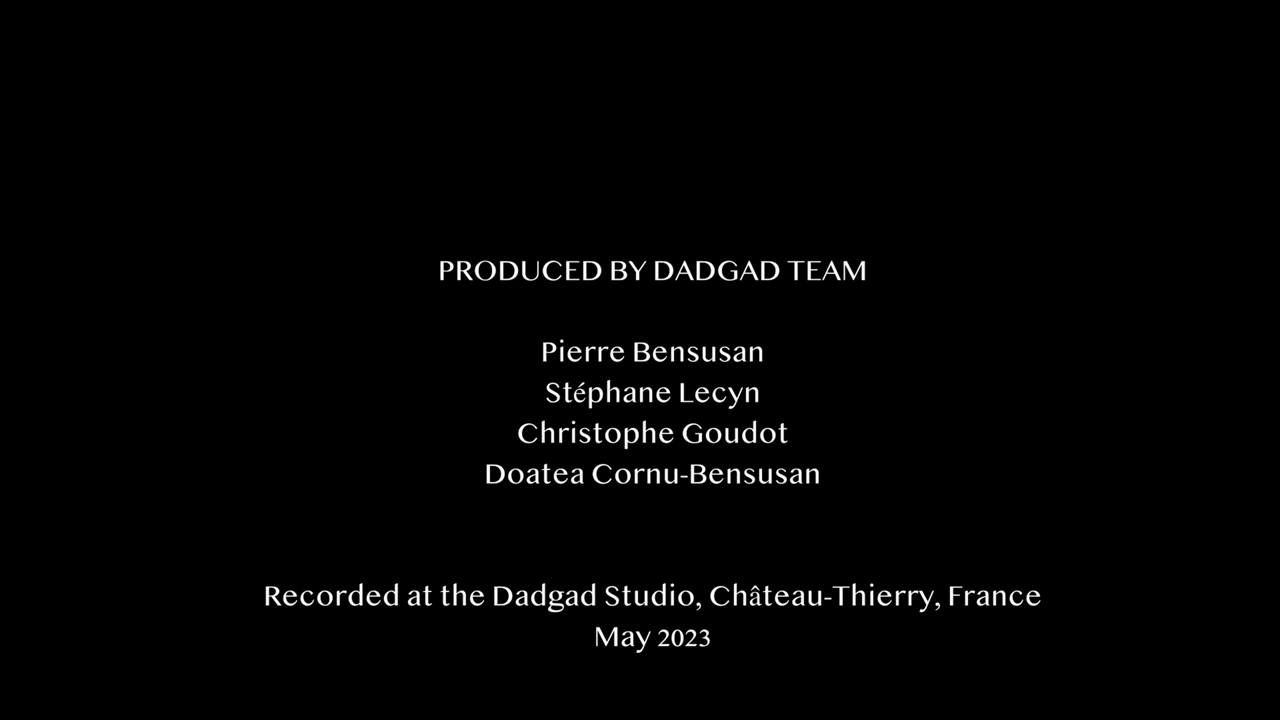 PRODUCED BY DADGAD TEAM
Pierre Bensusan
Stéphane Lecyn
Christophe Goudot
Doatea Cornu-Bensusan
Recorded at the Dadgad Studio, Château-Thierry, France
May 2023